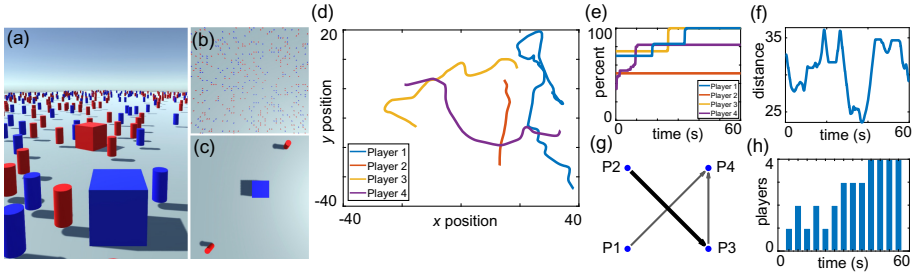 (a)
(b)
(c)
(d)
20
y position
-40
Player 1
Player 2
Player 3
Player 4
-40
x position
40
(e)
100
percent
0
Player 1
Player 2
Player 3
Player 4
0
time (s)
60
(f)
35
distance
25
0
time (s)
60
(g)
P2
P4
P1
P3
(h)
4
2
players
0
0
time (s)
60